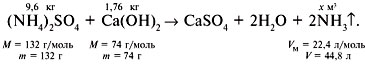 9,6 кг 1,76 кг x м³
(NH₄)₂SO₄ + Ca(OH)₂ → CaSO₄ + 2H₂O + 2NH₃↑.
M = 132 г/моль M = 74 г/моль Vм = 22,4 л/моль
m = 132 г m = 74 г V = 44,8 л